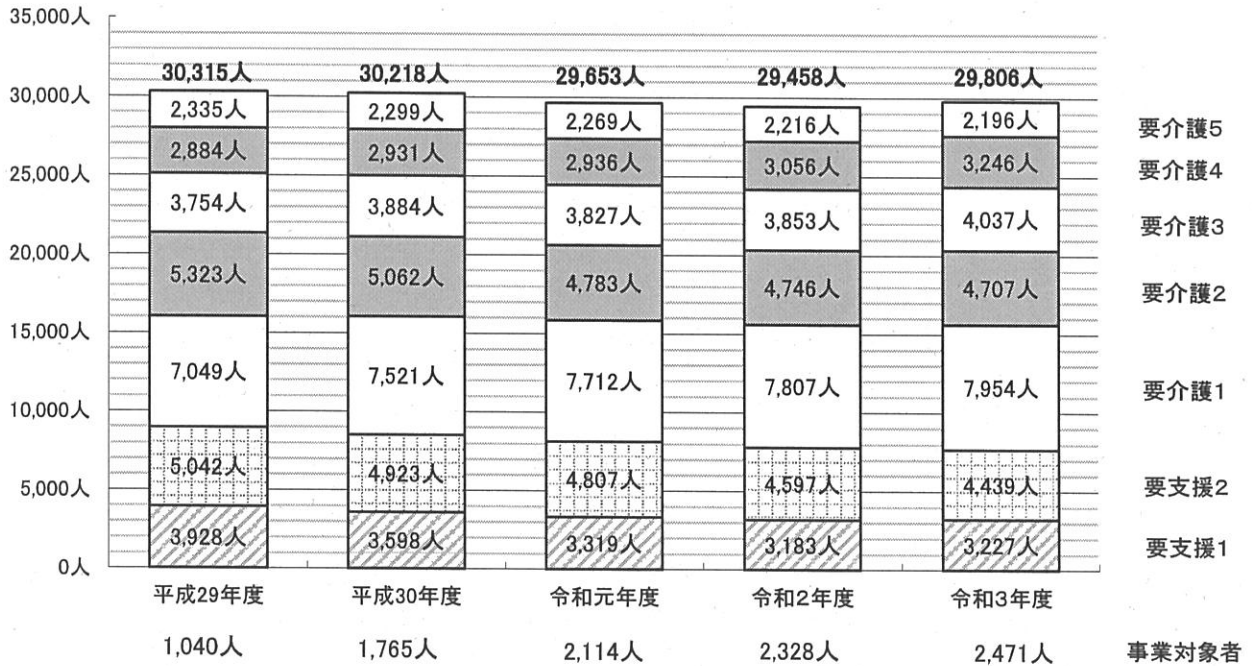 35,000人
30,315人 30,218人 29,653人 29,458人 29,806人
30,000人
2,335人 2,299人 2,269人 2,216人 2,196人 要介護5
2,884人 2,931人 2,936人 3,056人 3,246人 要介護4
25,000人
3,754人 3,884人 3,827人 3,853人 4,037人 要介護3
20,000人
5,323人 5,062人 4,783人 4,746人 4,707人 要介護2
15,000人
7,049人 7,521人 7,712人 7,807人 7,954人 要介護1
10,000人
5,042人 4,923人 4,807人 4,597人 4,439人 要支援2
5,000人
3,928人 3,598人 3,319人 3,183人 3,227人 要支援1
0人
平成29年度 平成30年度 令和元年度 令和2年度 令和3年度
1,040人 1,765人 2,114人 2,328人 2,471人 事業対象者